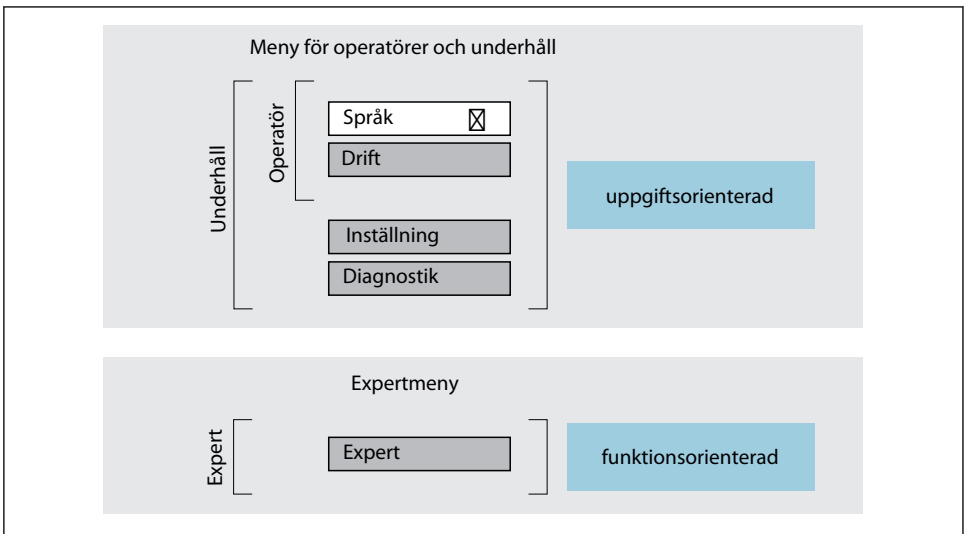 Meny för operatörer och underhåll
Underhåll
Operatör
Språk
Drift
Inställning
Diagnostik
uppgiftsorienterad
Expertmeny
Expert
Expert
funktionsorienterad